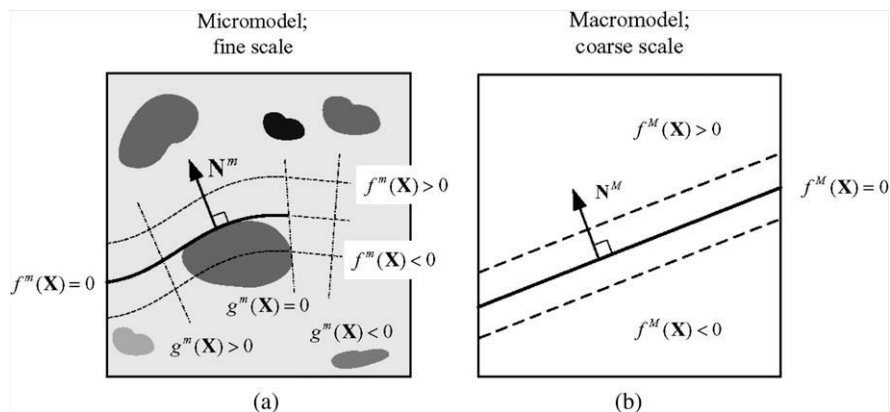 Micromodel;
fine scale
Macromodel;
coarse scale
N^m
f^m(X) > 0
f^m(X) < 0
f^m(X) = 0
g^m(X) = 0
g^m(X) > 0
g^m(X) < 0
(a)
f^M(X) > 0
N^M
f^M(X) = 0
f^M(X) < 0
(b)